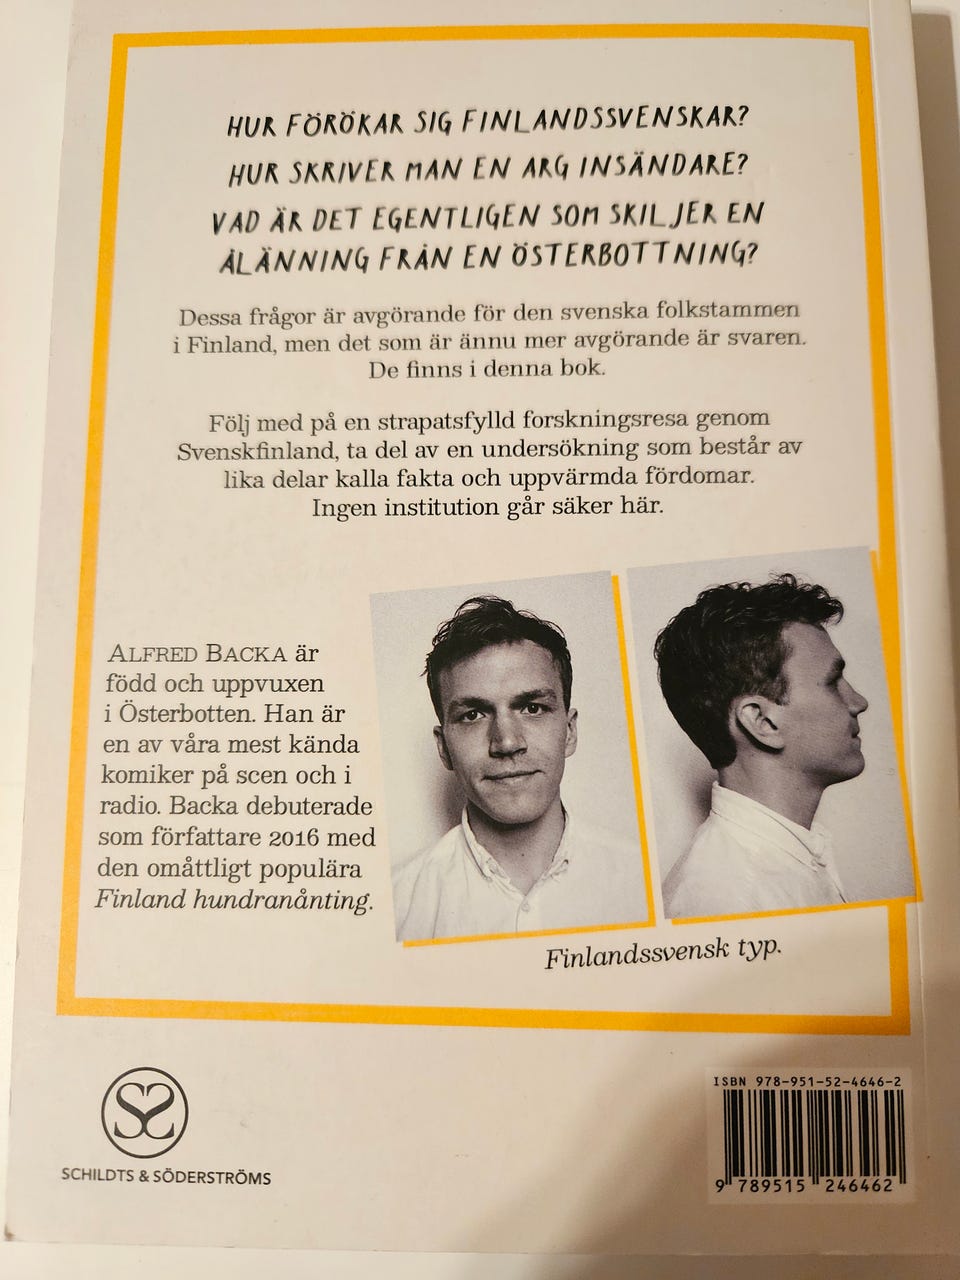 HUR FÖRÖKAR SIG FINLANDSSVENSKAR?
HUR SKRIVER MAN EN ARG INSÄNDARE?
VAD ÄR DET EGENTLIGEN SOM SKILJER EN
ÅLÄNNING FRÅN EN ÖSTERBOTTNING?
Dessa frågor är avgörande för den svenska folkstammen
i Finland, men det som är ännu mer avgörande är svaren.
De finns i denna bok.
Följ med på en strapatsfylld forskningsresa genom
Svenskfinland, ta del av en undersökning som består av
lika delar kalla fakta och uppvärmda fördomar.
Ingen institution går säker här.
ALFRED BACKA är
född och uppvuxen
i Österbotten. Han är
en av våra mest kända
komiker på scen och i
radio. Backa debuterade
som författare 2016 med
den omåttligt populära
Finland hundranånting.
Finlandssvensk typ.
SCHILDTS & SÖDERSTRÖMS
ISBN 978-951-52-4646-2
9 789515 246462